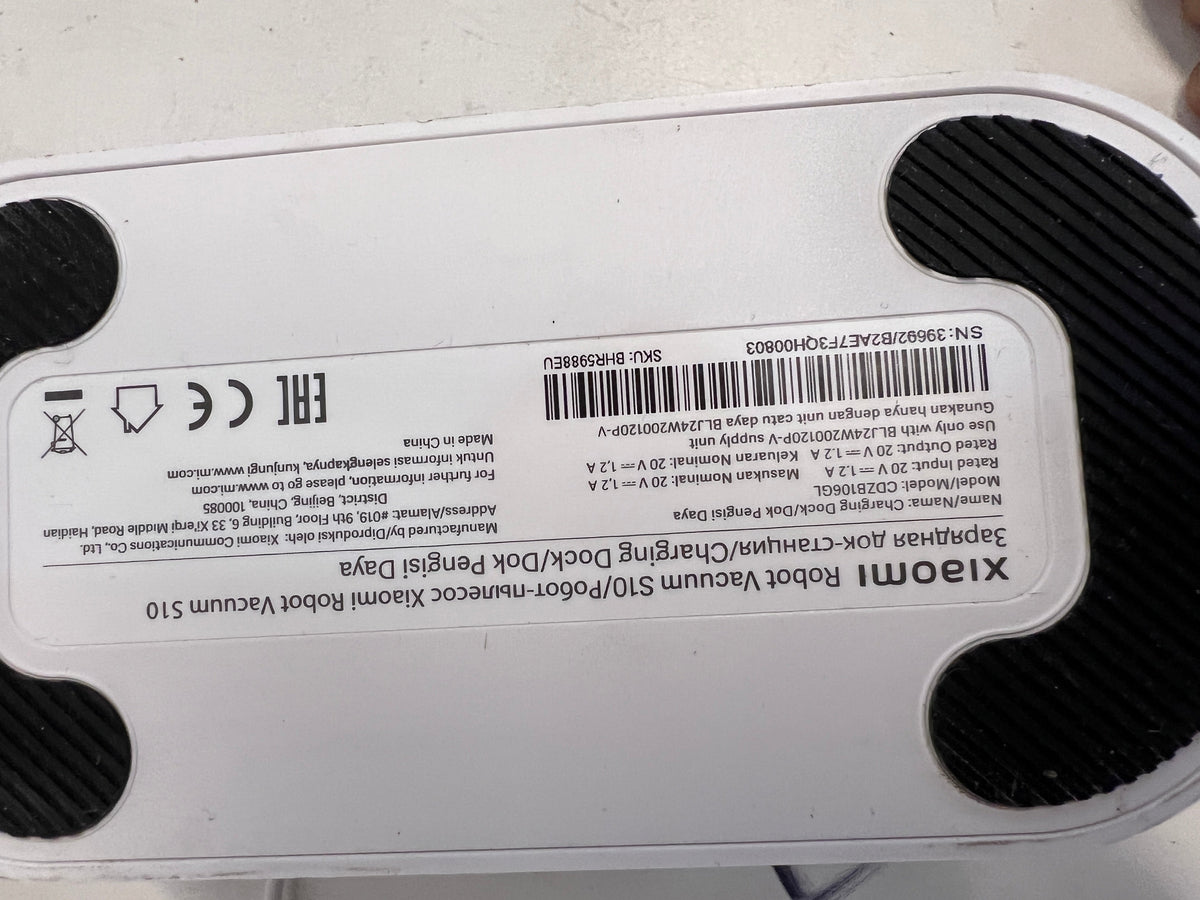 xiaomi Robot Vacuum S10/Робот-пылесос Xiaomi Robot Vacuum S10
Зарядная док-станция/Charging Dock/Dok Pengisi Daya
Name/Nama: Charging Dock/Dok Pengisi Daya
Model/Model: CDZB106GL
Rated Input: 20 V ⎓ 1.2 A Masukan Nominal: 20 V ⎓ 1,2 A
Rated Output: 20 V ⎓ 1.2 A Keluaran Nominal: 20 V ⎓ 1,2 A
Use only with BLJ24W200120P-V supply unit
Gunakan hanya dengan unit catu daya BLJ24W200120P-V
SN: 39692/B2AE7F3QH00803 SKU: BHR5988EU
Manufactured by/Diproduksi oleh: Xiaomi Communications Co., Ltd.
Address/Alamat: #019, 9th Floor, Building 6, 33 Xi'erqi Middle Road, Haidian
District, Beijing, China, 100085
For further information, please go to www.mi.com
Untuk informasi selengkapnya, kunjungi www.mi.com
Made in China
EAC CE